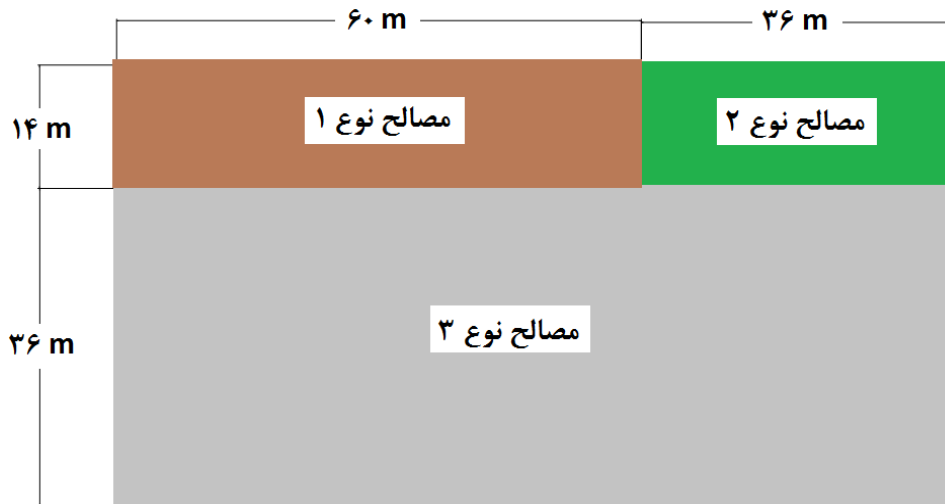 ۶۰ m
۳۶ m
۱۴ m
مصالح نوع ۱
مصالح نوع ۲
۳۶ m
مصالح نوع ۳